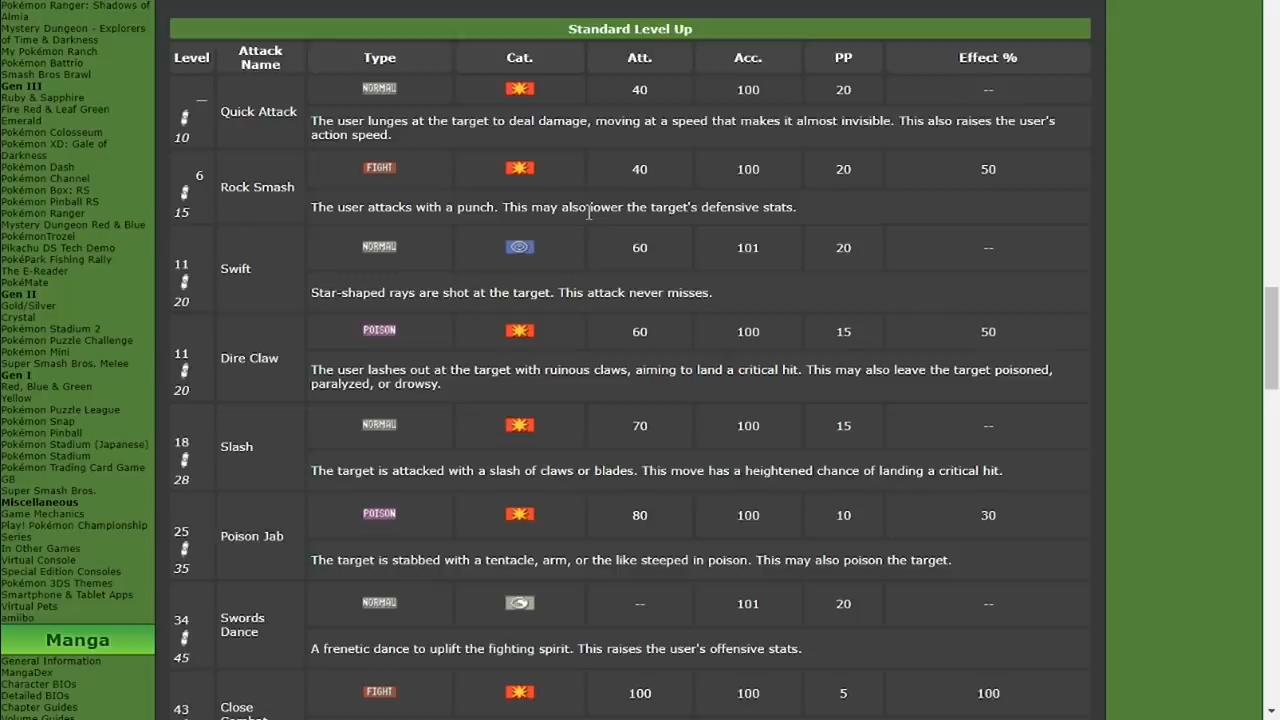 Pokémon Ranger: Shadows of
Almia
Mystery Dungeon - Explorers
of Time & Darkness
My Pokémon Ranch
Pokémon Battrio
Smash Bros Brawl
Gen III
Ruby & Sapphire
Fire Red & Leaf Green
Emerald
Pokémon Colosseum
Pokémon XD: Gale of
Darkness
Pokémon Dash
Pokémon Channel
Pokémon Box: RS
Pokémon Pinball RS
Pokémon Ranger
Mystery Dungeon Red & Blue
PokémonTrozei
Pikachu DS Tech Demo
PokéPark Fishing Rally
The E-Reader
PokéMate
Gen II
Gold/Silver
Crystal
Pokémon Stadium 2
Pokémon Puzzle Challenge
Pokémon Mini
Super Smash Bros. Melee
Gen I
Red, Blue & Green
Yellow
Pokémon Puzzle League
Pokémon Snap
Pokémon Pinball
Pokémon Stadium (Japanese)
Pokémon Stadium
Pokémon Trading Card Game
GB
Super Smash Bros.
Miscellaneous
Game Mechanics
Play! Pokémon Championship
Series
In Other Games
Virtual Console
Special Edition Consoles
Pokémon 3DS Themes
Smartphone & Tablet Apps
Virtual Pets
amiibo
Manga
General Information
MangaDex
Character BIOs
Detailed BIOs
Chapter Guides
Volume Guides
Standard Level Up
Level Attack Name Type Cat. Att. Acc. PP Effect %
— 10 Quick Attack NORMAL 40 100 20 --
The user lunges at the target to deal damage, moving at a speed that makes it almost invisible. This also raises the user's
action speed.
6 15 Rock Smash FIGHT 40 100 20 50
The user attacks with a punch. This may also lower the target's defensive stats.
11 20 Swift NORMAL 60 101 20 --
Star-shaped rays are shot at the target. This attack never misses.
11 20 Dire Claw POISON 60 100 15 50
The user lashes out at the target with ruinous claws, aiming to land a critical hit. This may also leave the target poisoned,
paralyzed, or drowsy.
18 28 Slash NORMAL 70 100 15 --
The target is attacked with a slash of claws or blades. This move has a heightened chance of landing a critical hit.
25 35 Poison Jab POISON 80 100 10 30
The target is stabbed with a tentacle, arm, or the like steeped in poison. This may also poison the target.
34 45 Swords Dance NORMAL -- 101 20 --
A frenetic dance to uplift the fighting spirit. This raises the user's offensive stats.
43 Close Combat FIGHT 100 100 5 100